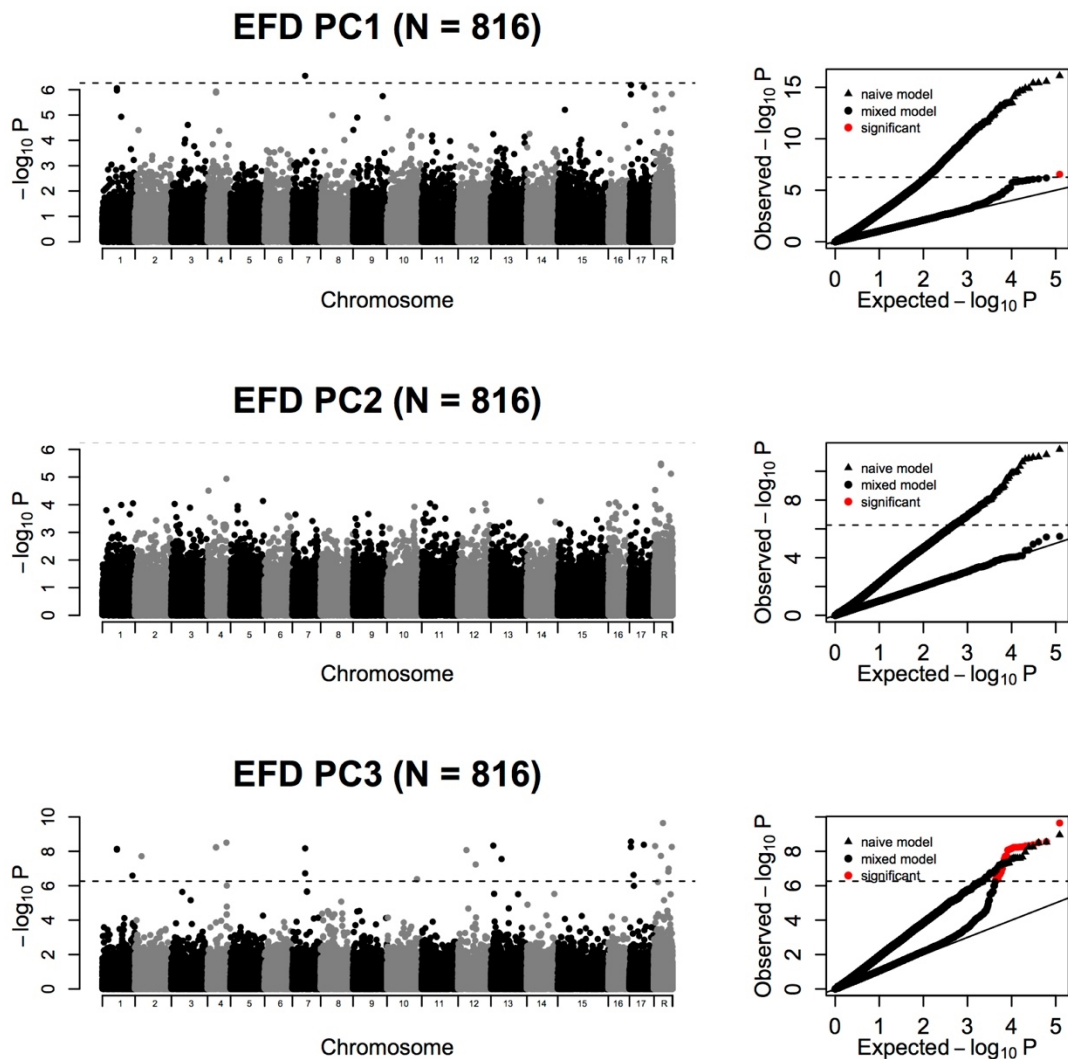 EFD PC1 (N = 816)
− log₁₀ P
0 1 2 3 4 5 6
1 2 3 4 5 6 7 8 9 10 11 12 13 14 15 16 17 R
Chromosome
Observed − log₁₀ P
0 5 10 15
naive model
mixed model
significant
0 1 2 3 4 5
Expected − log₁₀ P
EFD PC2 (N = 816)
− log₁₀ P
0 1 2 3 4 5 6
1 2 3 4 5 6 7 8 9 10 11 12 13 14 15 16 17 R
Chromosome
Observed − log₁₀ P
0 4 8
naive model
mixed model
significant
0 1 2 3 4 5
Expected − log₁₀ P
EFD PC3 (N = 816)
− log₁₀ P
0 2 4 6 8 10
1 2 3 4 5 6 7 8 9 10 11 12 13 14 15 16 17 R
Chromosome
Observed − log₁₀ P
0 2 4 6 8
naive model
mixed model
significant
0 1 2 3 4 5
Expected − log₁₀ P